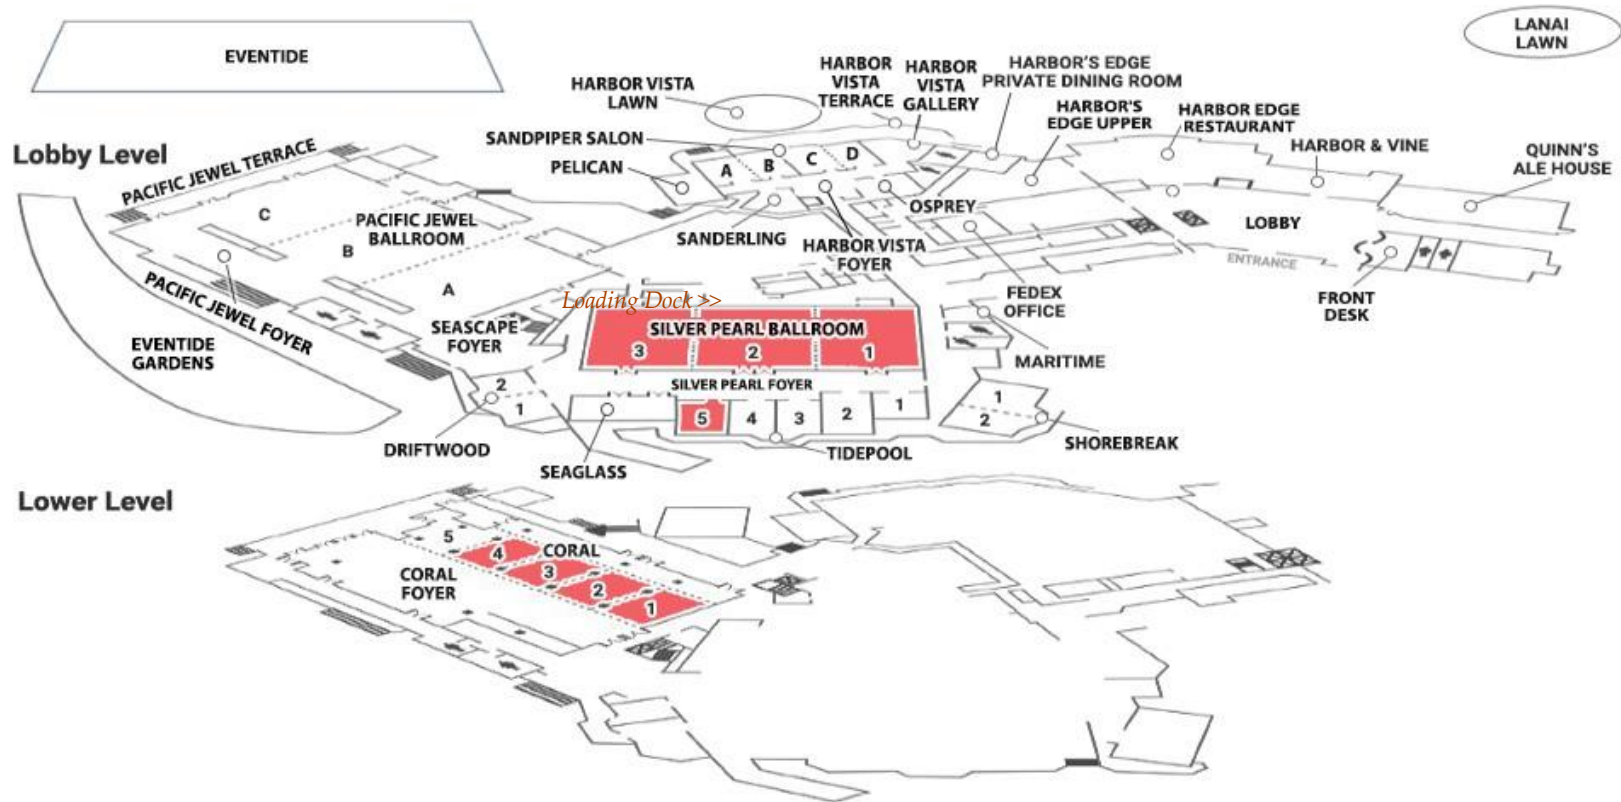 EVENTIDE
LANAI
LAWN
HARBOR VISTA
LAWN
HARBOR
VISTA
TERRACE
HARBOR
VISTA
GALLERY
HARBOR'S EDGE
PRIVATE DINING ROOM
HARBOR'S
EDGE UPPER
HARBOR EDGE
RESTAURANT
HARBOR & VINE
QUINN'S
ALE HOUSE
Lobby Level
PACIFIC JEWEL TERRACE
SANDPIPER SALON
PELICAN
A
B
C
D
C
PACIFIC JEWEL
BALLROOM
B
A
SANDERLING
HARBOR VISTA
FOYER
OSPREY
LOBBY
ENTRANCE
FRONT
DESK
FEDEX
OFFICE
MARITIME
PACIFIC JEWEL FOYER
EVENTIDE
GARDENS
SEASCAPE
FOYER
Loading Dock >>
SILVER PEARL BALLROOM
3
2
1
SILVER PEARL FOYER
2
1
DRIFTWOOD
SEAGLASS
5
4
3
2
1
TIDEPOOL
1
2
SHOREBREAK
Lower Level
5
4
CORAL
3
2
1
CORAL
FOYER